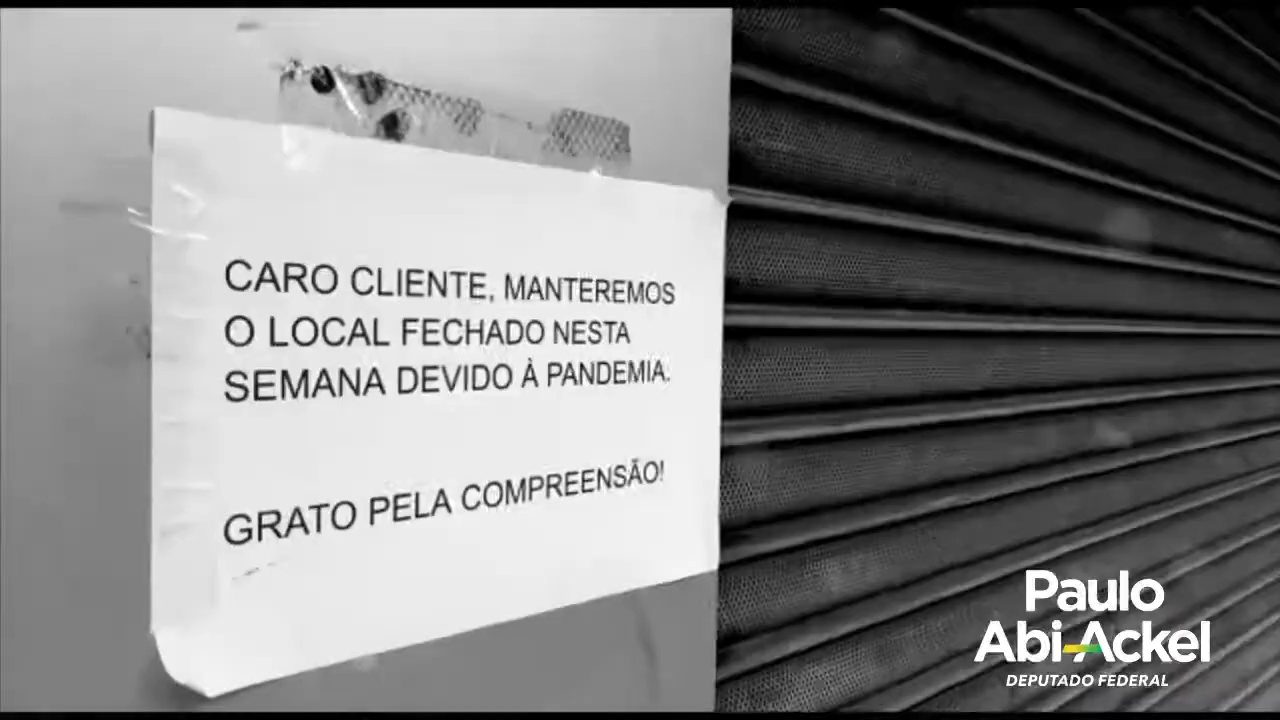 CARO CLIENTE, MANTEREMOS
O LOCAL FECHADO NESTA
SEMANA DEVIDO À PANDEMIA.
GRATO PELA COMPREENSÃO!
Paulo
Abi-Ackel
DEPUTADO FEDERAL